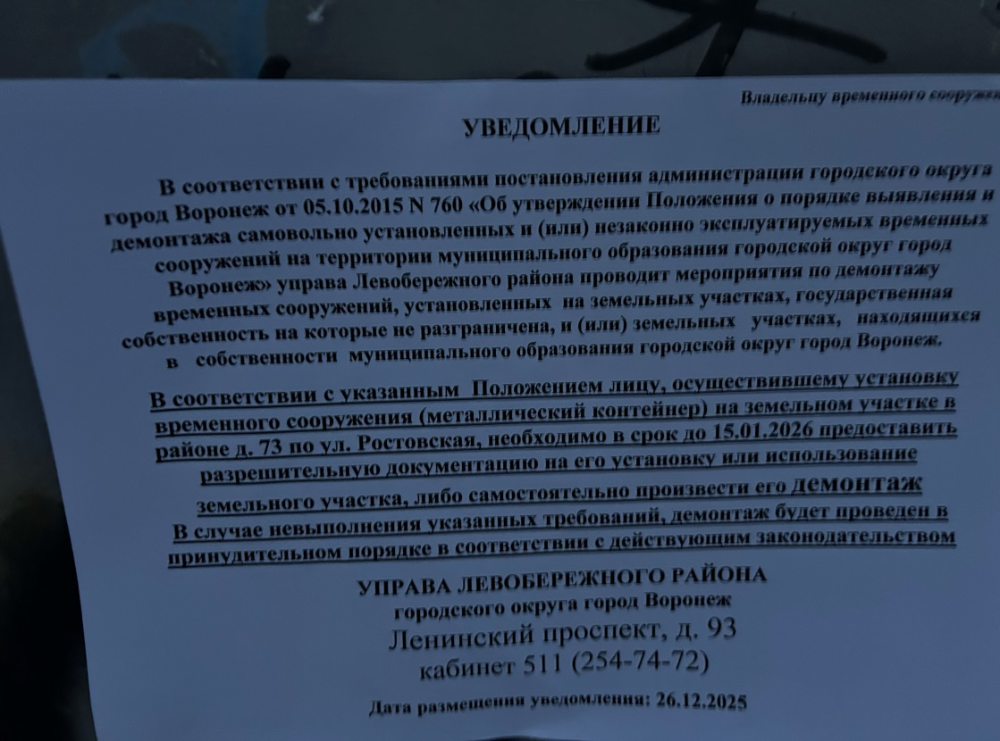 Владельцу временного сооружен
УВЕДОМЛЕНИЕ
В соответствии с требованиями постановления администрации городского округа
город Воронеж от 05.10.2015 N 760 «Об утверждении Положения о порядке выявления и
демонтажа самовольно установленных и (или) незаконно эксплуатируемых временных
сооружений на территории муниципального образования городской округ город
Воронеж» управа Левобережного района проводит мероприятия по демонтажу
временных сооружений, установленных на земельных участках, государственная
собственность на которые не разграничена, и (или) земельных участках, находящихся
в собственности муниципального образования городской округ город Воронеж.
В соответствии с указанным Положением лицу, осуществившему установку
временного сооружения (металлический контейнер) на земельном участке в
районе д. 73 по ул. Ростовская, необходимо в срок до 15.01.2026 предоставить
разрешительную документацию на его установку или использование
земельного участка, либо самостоятельно произвести его демонтаж
В случае невыполнения указанных требований, демонтаж будет проведен в
принудительном порядке в соответствии с действующим законодательством
УПРАВА ЛЕВОБЕРЕЖНОГО РАЙОНА
городского округа город Воронеж
Ленинский проспект, д. 93
кабинет 511 (254-74-72)
Дата размещения уведомления: 26.12.2025